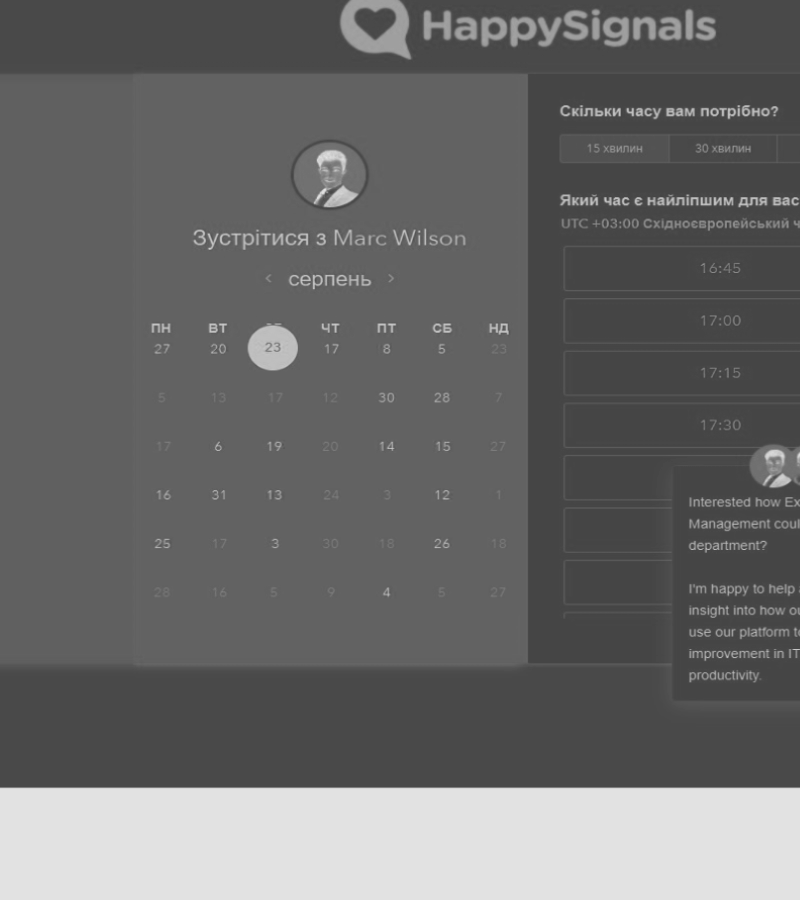 HappySignals
Зустрітися з Marc Wilson
‹ серпень ›
ПН ВТ ЧТ ПТ СБ НД
27 20 23 17 8 5 23
5 13 17 12 30 28 7
17 6 19 20 14 15 27
16 31 13 24 3 12 1
25 17 3 30 18 26 18
28 16 5 9 4 5 27
Скільки часу вам потрібно?
15 хвилин 30 хвилин
Який час є найліпшим для вас
UTC +03:00 Східноєвропейський ч
16:45
17:00
17:15
17:30
Interested how Ex
Management coul
department?
I'm happy to help a
insight into how ou
use our platform to
improvement in IT
productivity.